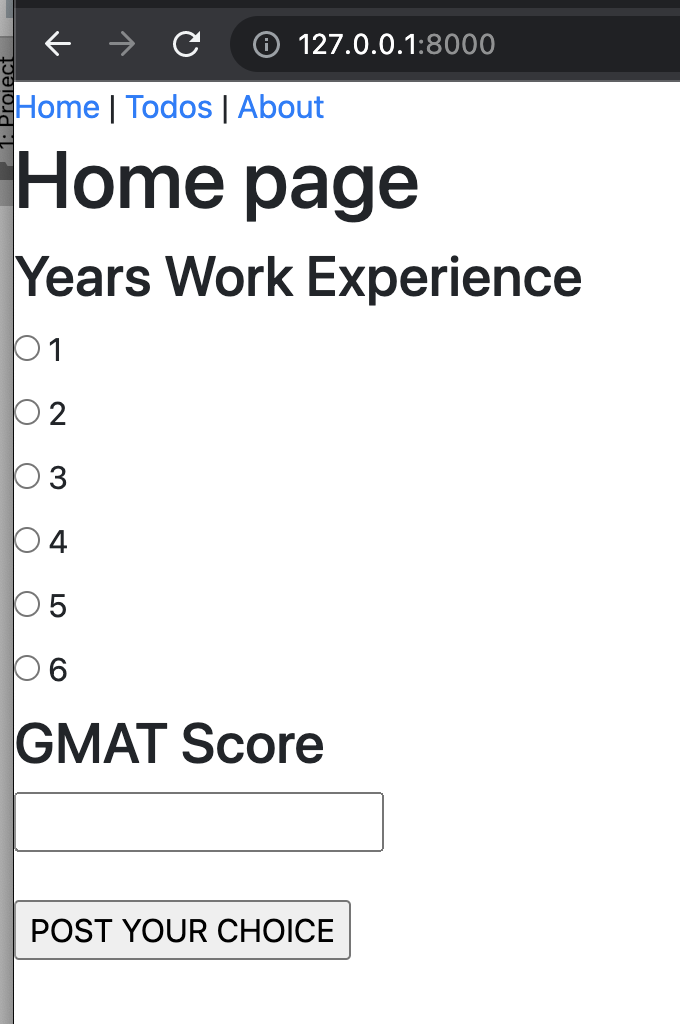 127.0.0.1:8000
1: Project
Home | Todos | About
Home page
Years Work Experience
1
2
3
4
5
6
GMAT Score
POST YOUR CHOICE